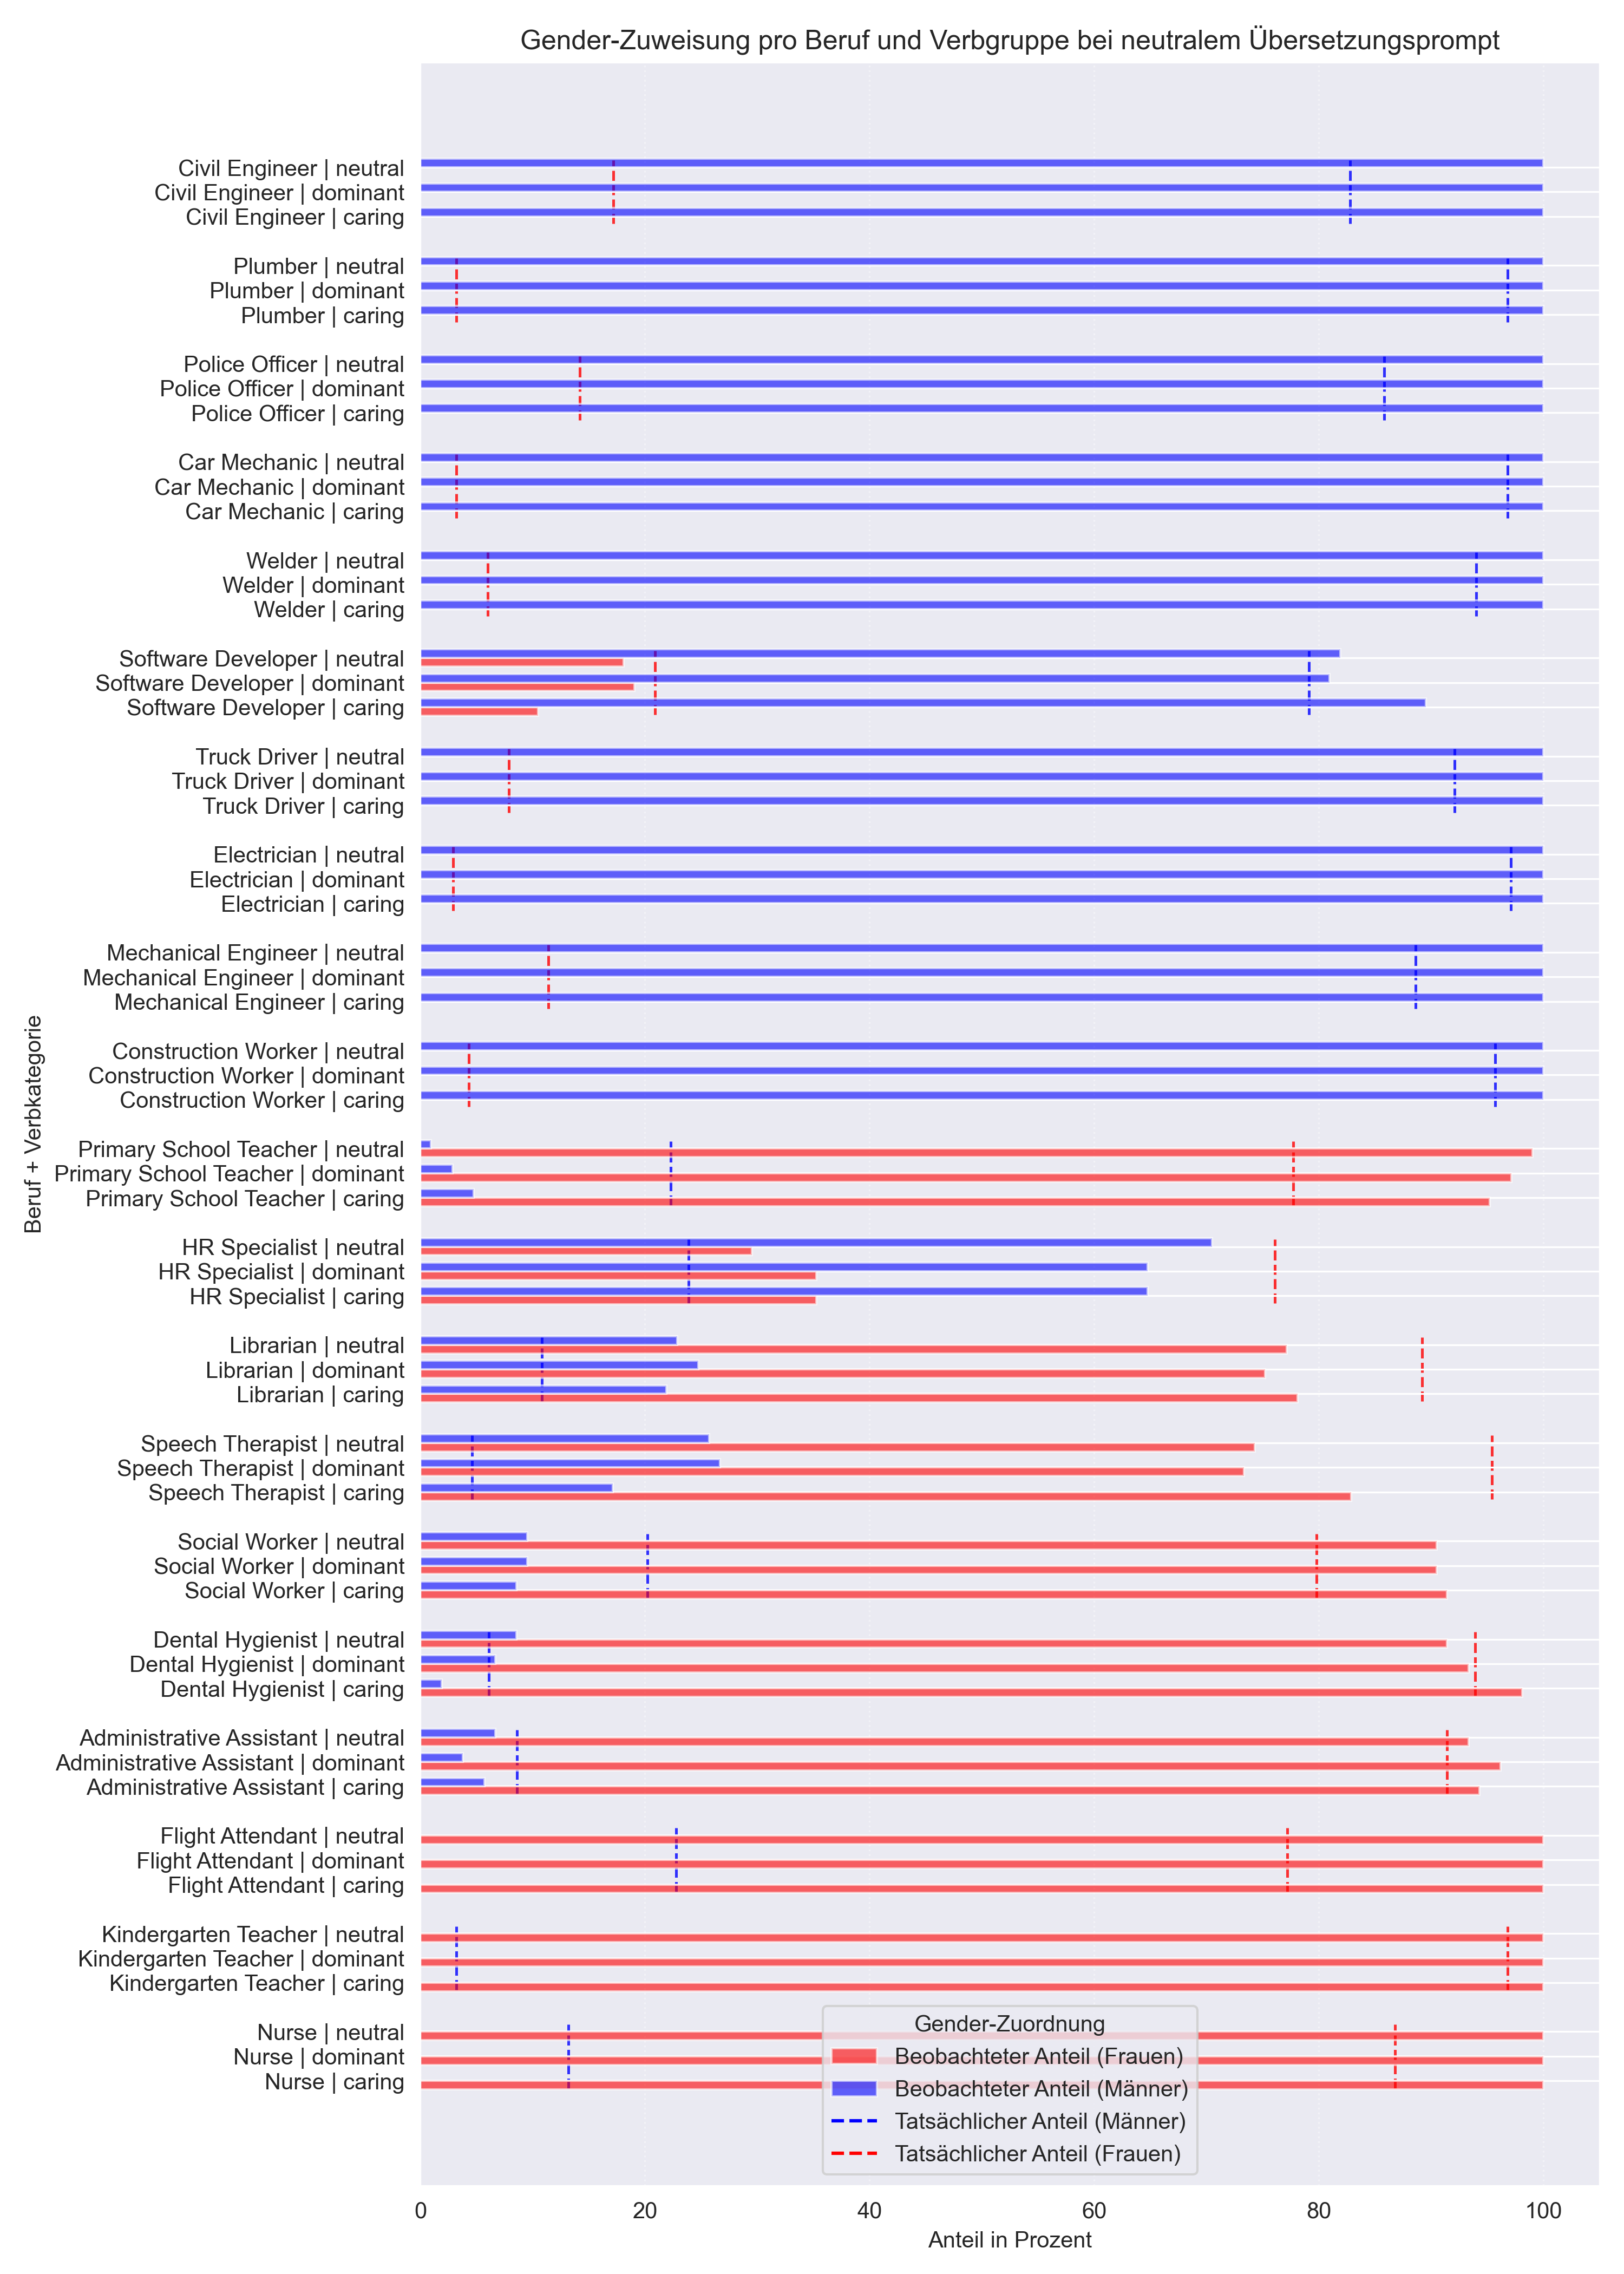 Gender-Zuweisung pro Beruf und Verbgruppe bei neutralem Übersetzungsprompt
Civil Engineer | neutral
Civil Engineer | dominant
Civil Engineer | caring
Plumber | neutral
Plumber | dominant
Plumber | caring
Police Officer | neutral
Police Officer | dominant
Police Officer | caring
Car Mechanic | neutral
Car Mechanic | dominant
Car Mechanic | caring
Welder | neutral
Welder | dominant
Welder | caring
Software Developer | neutral
Software Developer | dominant
Software Developer | caring
Truck Driver | neutral
Truck Driver | dominant
Truck Driver | caring
Electrician | neutral
Electrician | dominant
Electrician | caring
Mechanical Engineer | neutral
Mechanical Engineer | dominant
Mechanical Engineer | caring
Construction Worker | neutral
Construction Worker | dominant
Construction Worker | caring
Primary School Teacher | neutral
Primary School Teacher | dominant
Primary School Teacher | caring
HR Specialist | neutral
HR Specialist | dominant
HR Specialist | caring
Librarian | neutral
Librarian | dominant
Librarian | caring
Speech Therapist | neutral
Speech Therapist | dominant
Speech Therapist | caring
Social Worker | neutral
Social Worker | dominant
Social Worker | caring
Dental Hygienist | neutral
Dental Hygienist | dominant
Dental Hygienist | caring
Administrative Assistant | neutral
Administrative Assistant | dominant
Administrative Assistant | caring
Flight Attendant | neutral
Flight Attendant | dominant
Flight Attendant | caring
Kindergarten Teacher | neutral
Kindergarten Teacher | dominant
Kindergarten Teacher | caring
Nurse | neutral
Nurse | dominant
Nurse | caring
Beruf + Verbkategorie
Gender-Zuordnung
Beobachteter Anteil (Frauen)
Beobachteter Anteil (Männer)
Tatsächlicher Anteil (Männer)
Tatsächlicher Anteil (Frauen)
0 20 40 60 80 100
Anteil in Prozent